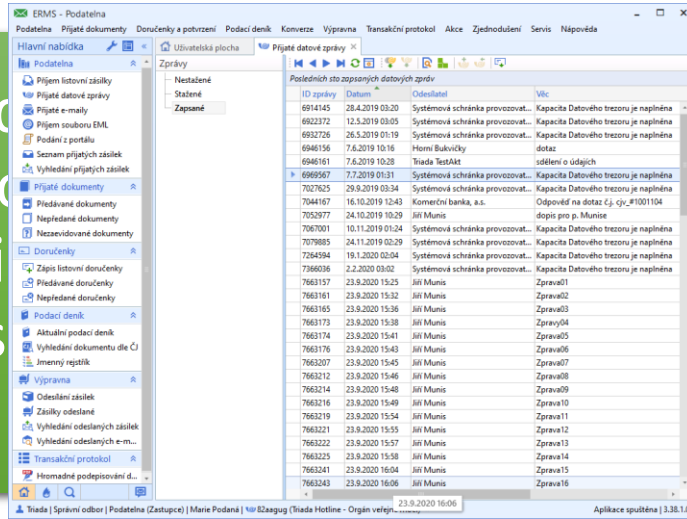 ERMS - Podatelna
Podatelna Přijaté dokumenty Doručenky a potvrzení Podací deník Konverze Výpravna Transakční protokol Akce Zjednodušení Servis Nápověda
Hlavní nabídka «
Uživatelská plocha Přijaté datové zprávy ×
Podatelna
Příjem listovní zásilky
Přijaté datové zprávy
Přijaté e-maily
Příjem souboru EML
Podání z portálu
Seznam přijatých zásilek
Vyhledání přijatých zásilek
Přijaté dokumenty
Předávané dokumenty
Nepředané dokumenty
Nezaevidované dokumenty
Doručenky
Zápis listovní doručenky
Předávané doručenky
Nepředané doručenky
Podací deník
Aktuální podací deník
Vyhledání dokumentu dle ČJ
Jmenný rejstřík
Výpravna
Odesílání zásilek
Zásilky odeslané
Vyhledání odeslaných zásilek
Vyhledání odeslaných e-m...
Transakční protokol
Hromadné podepisování d...
Zprávy
Nestažené
Stažené
Zapsané
Posledních sto zapsaných datových zpráv
ID zprávy Datum Odesílatel Věc
6914145 28.4.2019 03:20 Systémová schránka provozovat... Kapacita Datového trezoru je naplněna
6922372 12.5.2019 03:05 Systémová schránka provozovat... Kapacita Datového trezoru je naplněna
6932726 26.5.2019 01:19 Systémová schránka provozovat... Kapacita Datového trezoru je naplněna
6946156 7.6.2019 10:16 Horní Bukvičky dotaz
6946161 7.6.2019 10:28 Triada TestAkt sdělení o údajích
6969567 7.7.2019 01:31 Systémová schránka provozovat... Kapacita Datového trezoru je naplněna
7027625 29.9.2019 03:34 Systémová schránka provozovat... Kapacita Datového trezoru je naplněna
7044167 16.10.2019 12:43 Komerční banka, a.s. Odpověď na dotaz č.j. cjv_#1001104
7052977 24.10.2019 10:29 Jiří Munis dopis pro p. Munise
7067001 10.11.2019 01:24 Systémová schránka provozovat... Kapacita Datového trezoru je naplněna
7079885 24.11.2019 02:29 Systémová schránka provozovat... Kapacita Datového trezoru je naplněna
7264594 19.1.2020 02:04 Systémová schránka provozovat... Kapacita Datového trezoru je naplněna
7366036 2.2.2020 03:02 Systémová schránka provozovat... Kapacita Datového trezoru je naplněna
7663157 23.9.2020 15:25 Jiří Munis Zprava01
7663161 23.9.2020 15:32 Jiří Munis Zprava02
7663165 23.9.2020 15:36 Jiří Munis Zprava03
7663173 23.9.2020 15:38 Jiří Munis Zpravy04
7663174 23.9.2020 15:41 Jiří Munis Zprava05
7663176 23.9.2020 15:43 Jiří Munis Zprava06
7663207 23.9.2020 15:45 Jiří Munis Zprava07
7663212 23.9.2020 15:46 Jiří Munis Zprava08
7663214 23.9.2020 15:48 Jiří Munis Zprava09
7663216 23.9.2020 15:49 Jiří Munis Zprava10
7663219 23.9.2020 15:54 Jiří Munis Zprava11
7663221 23.9.2020 15:55 Jiří Munis Zprava12
7663222 23.9.2020 15:57 Jiří Munis Zprava13
7663225 23.9.2020 15:58 Jiří Munis Zprava14
7663241 23.9.2020 16:04 Jiří Munis Zprava15
7663243 23.9.2020 16:06 Jiří Munis Zprava16
23.9.2020 16:06
Triada | Správní odbor | Podatelna (Zastupce) | Marie Podaná | 82aagug (Triada Hotline - Orgán veřejné Aplikace spuštěna | 3.38.1.